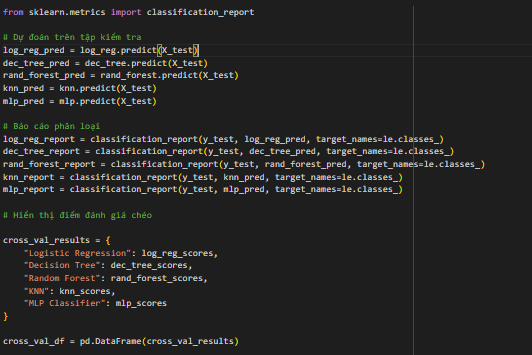 from sklearn.metrics import classification_report
# Dự đoán trên tập kiểm tra
log_reg_pred = log_reg.predict(X_test)
dec_tree_pred = dec_tree.predict(X_test)
rand_forest_pred = rand_forest.predict(X_test)
knn_pred = knn.predict(X_test)
mlp_pred = mlp.predict(X_test)
# Báo cáo phân loại
log_reg_report = classification_report(y_test, log_reg_pred, target_names=le.classes_)
dec_tree_report = classification_report(y_test, dec_tree_pred, target_names=le.classes_)
rand_forest_report = classification_report(y_test, rand_forest_pred, target_names=le.classes_)
knn_report = classification_report(y_test, knn_pred, target_names=le.classes_)
mlp_report = classification_report(y_test, mlp_pred, target_names=le.classes_)
# Hiển thị điểm đánh giá chéo
cross_val_results = {
    "Logistic Regression": log_reg_scores,
    "Decision Tree": dec_tree_scores,
    "Random Forest": rand_forest_scores,
    "KNN": knn_scores,
    "MLP Classifier": mlp_scores
}
cross_val_df = pd.DataFrame(cross_val_results)